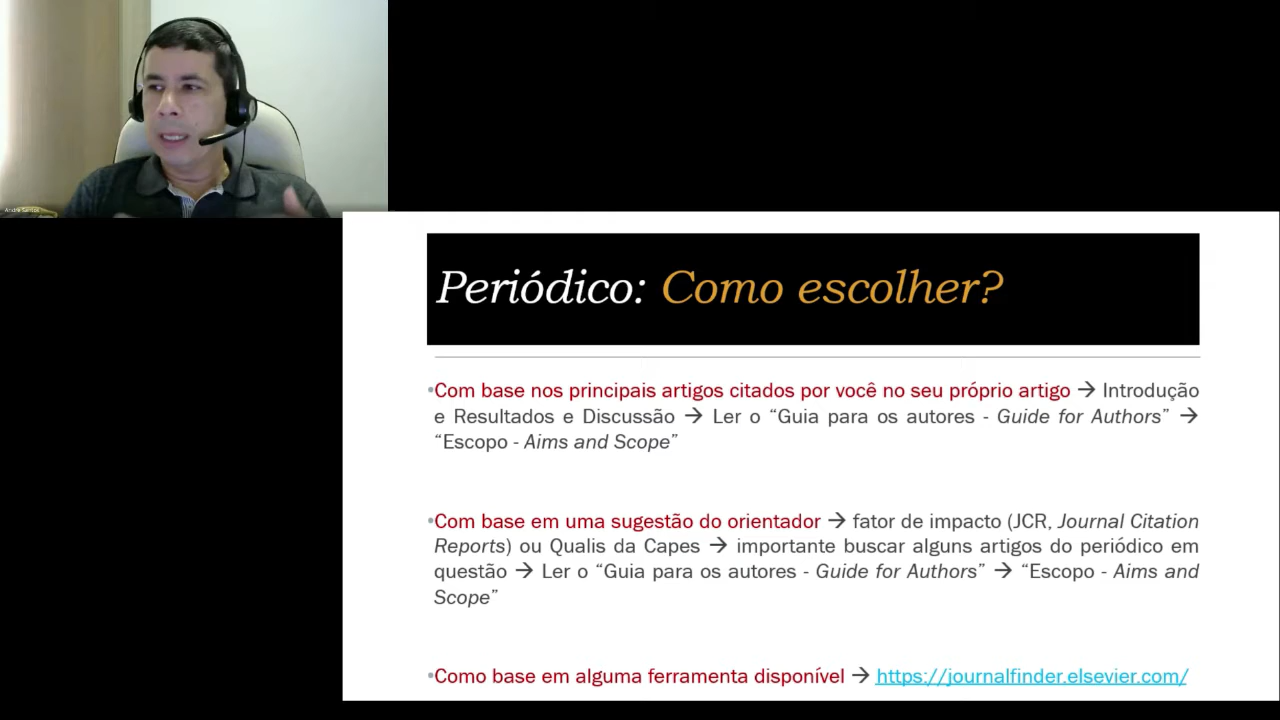 André Santos
Periódico: Como escolher?
•Com base nos principais artigos citados por você no seu próprio artigo → Introdução
e Resultados e Discussão → Ler o “Guia para os autores - Guide for Authors” →
“Escopo - Aims and Scope”
•Com base em uma sugestão do orientador → fator de impacto (JCR, Journal Citation
Reports) ou Qualis da Capes → importante buscar alguns artigos do periódico em
questão → Ler o “Guia para os autores - Guide for Authors” → “Escopo - Aims and
Scope”
•Como base em alguma ferramenta disponível → https://journalfinder.elsevier.com/